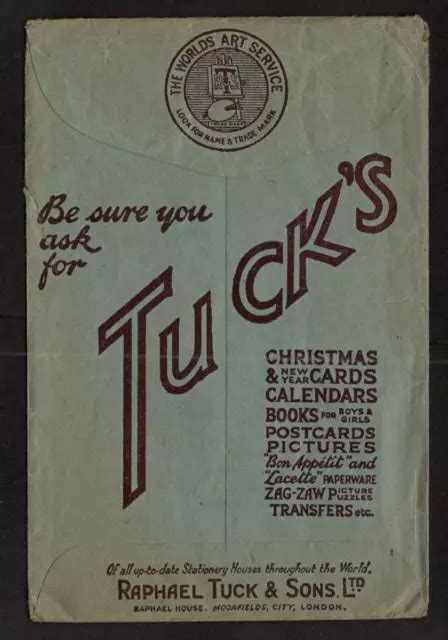 THE WORLDS ART SERVICE
LOOK FOR NAME & TRADE MARK
Be sure you
ask
for
TUCK'S
CHRISTMAS
& NEW YEAR CARDS
CALENDARS
BOOKS FOR BOYS & GIRLS
POSTCARDS
PICTURES
"Bon Appétit" and
"Lacette" PAPERWARE
ZAG-ZAW PICTURE PUZZLES
TRANSFERS etc.
Of all up-to-date Stationery Houses throughout the World.
RAPHAEL TUCK & SONS. LTD
RAPHAEL HOUSE. MOORFIELDS, CITY, LONDON.